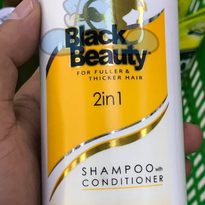 Black
Beauty
FOR FULLER &
THICKER HAIR
2in1
SHAMPOO with
CONDITIONER